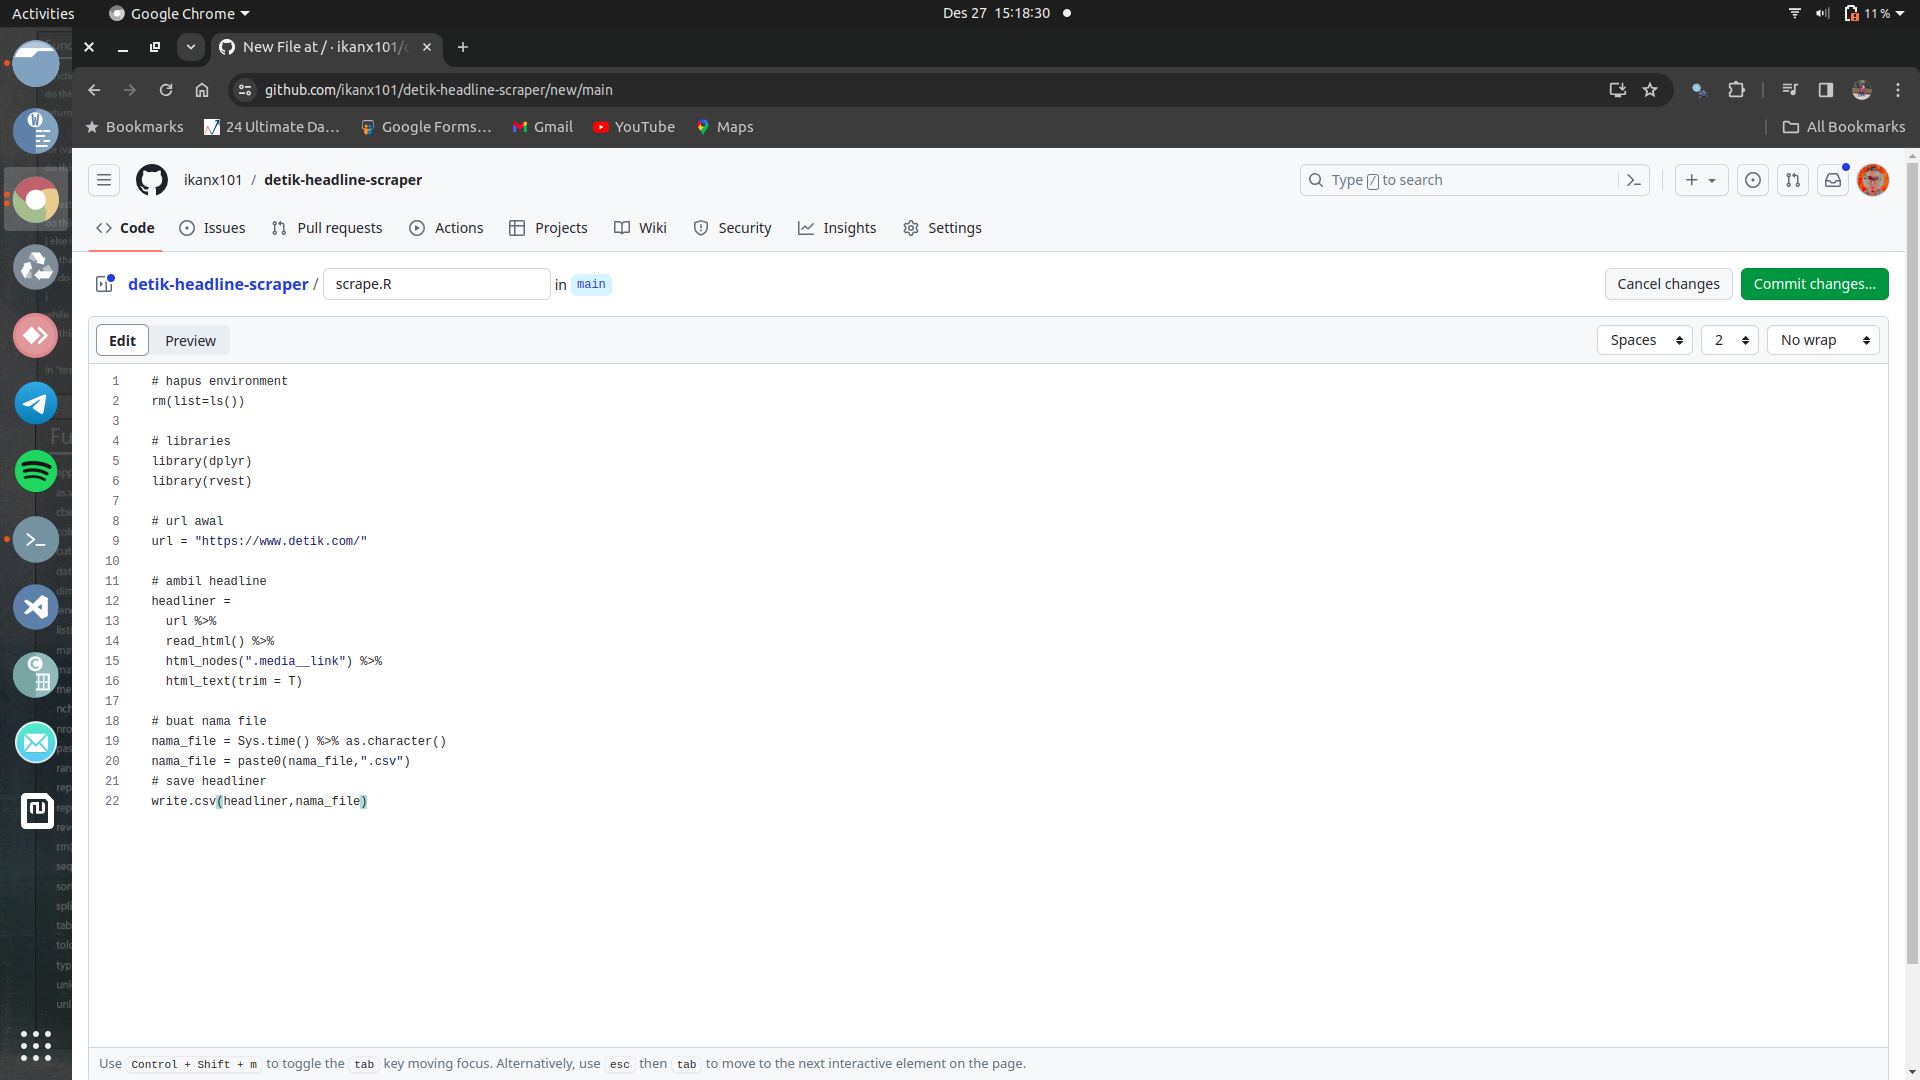 Activities
Google Chrome
Des 27 15:18:30
11 %
New File at / · ikanx101/
github.com/ikanx101/detik-headline-scraper/new/main
Bookmarks
24 Ultimate Da…
Google Forms…
Gmail
YouTube
Maps
All Bookmarks
ikanx101 / detik-headline-scraper
Type / to search
Code
Issues
Pull requests
Actions
Projects
Wiki
Security
Insights
Settings
detik-headline-scraper / scrape.R in main
Cancel changes
Commit changes...
Edit
Preview
Spaces
2
No wrap
1 # hapus environment
2 rm(list=ls())
3
4 # libraries
5 library(dplyr)
6 library(rvest)
7
8 # url awal
9 url = "https://www.detik.com/"
10
11 # ambil headline
12 headliner =
13 url %>%
14 read_html() %>%
15 html_nodes(".media__link") %>%
16 html_text(trim = T)
17
18 # buat nama file
19 nama_file = Sys.time() %>% as.character()
20 nama_file = paste0(nama_file,".csv")
21 # save headliner
22 write.csv(headliner,nama_file)
Use Control + Shift + m to toggle the tab key moving focus. Alternatively, use esc then tab to move to the next interactive element on the page.